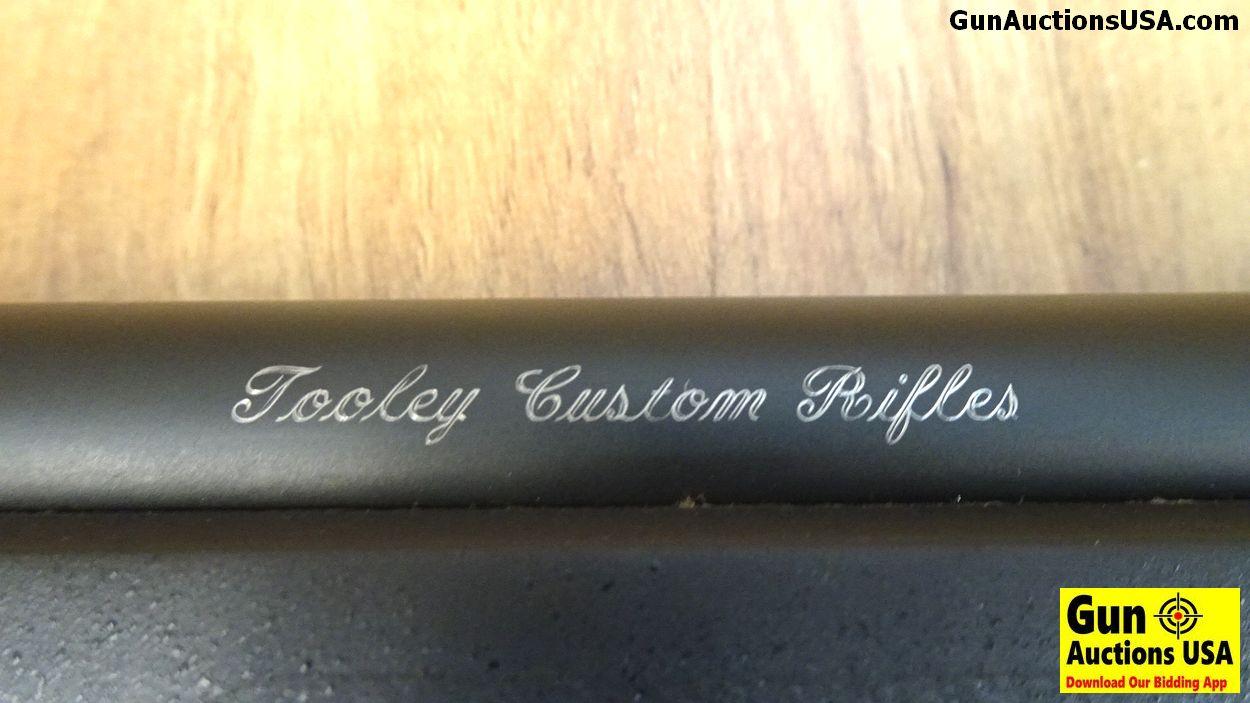 GunAuctionsUSA.com
Tooley Custom Rifles
Gun
Auctions USA
Download Our Bidding App